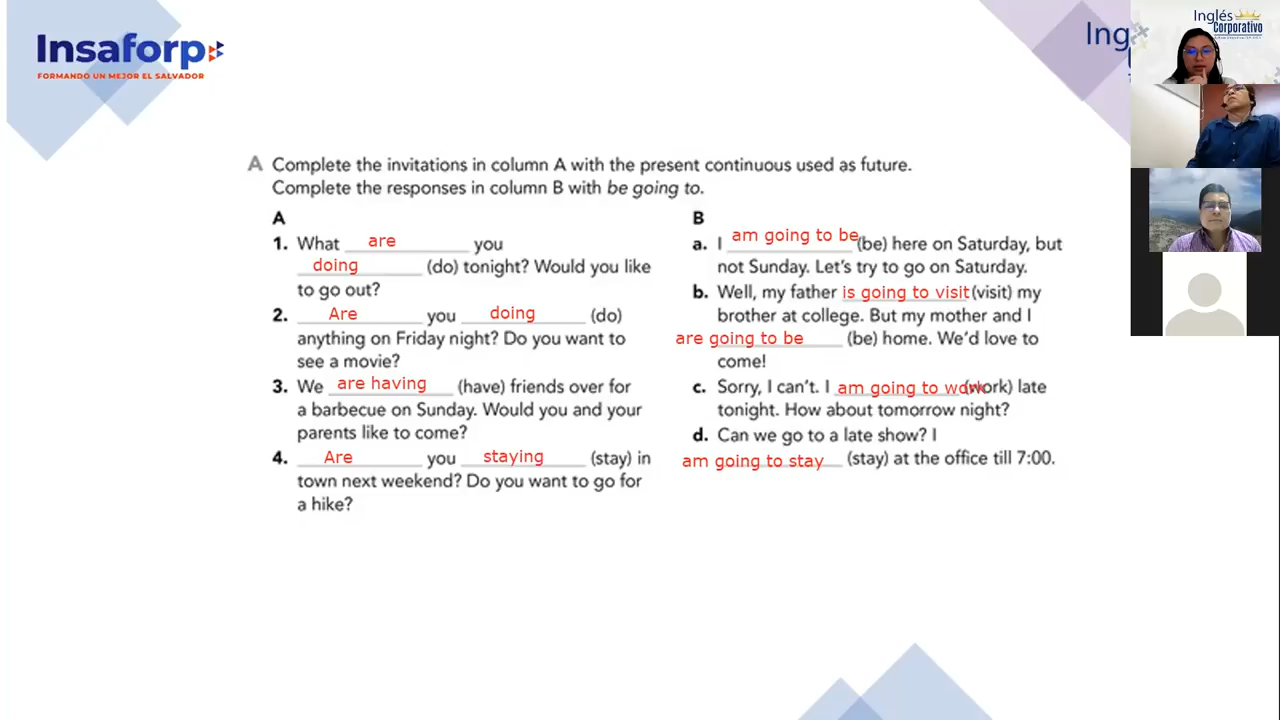 Insaforp
FORMANDO UN MEJOR EL SALVADOR
Ing
Inglés
Corporativo
A Complete the invitations in column A with the present continuous used as future.
Complete the responses in column B with be going to.
A
1. What are you
doing (do) tonight? Would you like
to go out?
2. Are you doing (do)
anything on Friday night? Do you want to
see a movie?
3. We are having (have) friends over for
a barbecue on Sunday. Would you and your
parents like to come?
4. Are you staying (stay) in
town next weekend? Do you want to go for
a hike?
B
a. I am going to be (be) here on Saturday, but
not Sunday. Let's try to go on Saturday.
b. Well, my father is going to visit (visit) my
brother at college. But my mother and I
are going to be (be) home. We'd love to
come!
c. Sorry, I can't. I am going to work (work) late
tonight. How about tomorrow night?
d. Can we go to a late show? I
am going to stay (stay) at the office till 7:00.